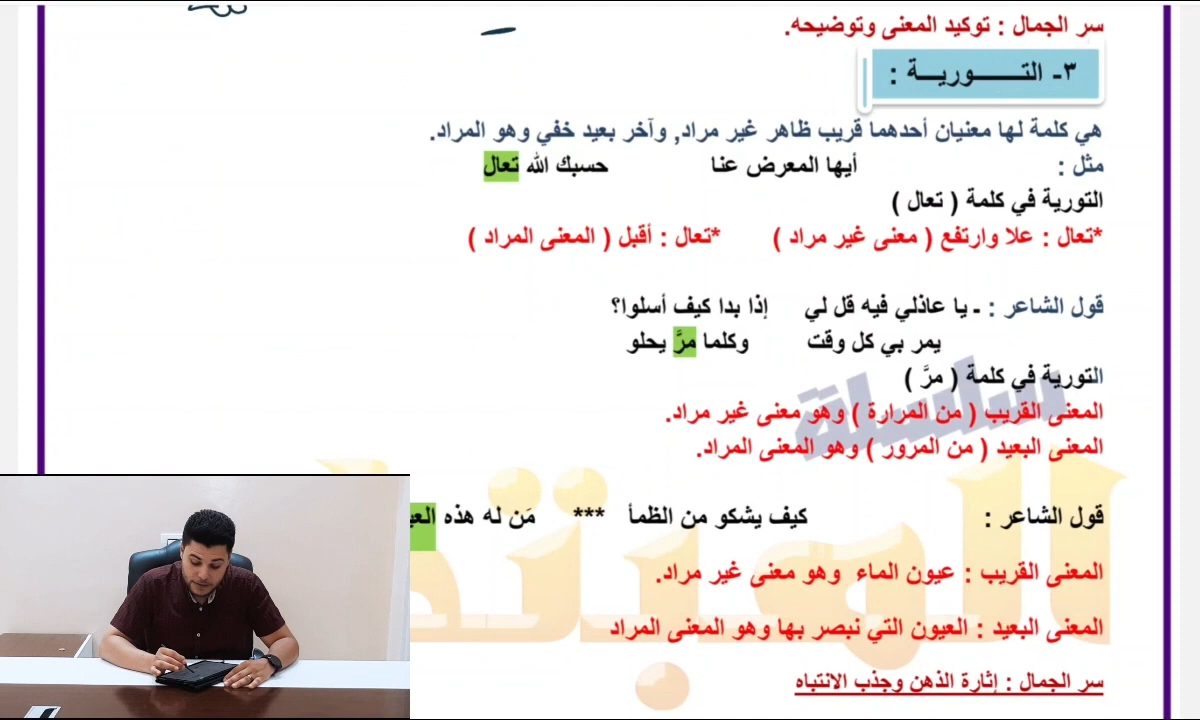 سر الجمال : توكيد المعنى وتوضيحه.
٣- التـــــــوريـــة :
هي كلمة لها معنيان أحدهما قريب ظاهر غير مراد, وآخر بعيد خفي وهو المراد.
مثل : أيها المعرض عنا حسبك الله تعال
التورية في كلمة ( تعال )
*تعال : علا وارتفع ( معنى غير مراد ) *تعال : أقبل ( المعنى المراد )
قول الشاعر : ـ يا عاذلي فيه قل لي إذا بدا كيف أسلوا؟
يمر بي كل وقت وكلما مرَّ يحلو
التورية في كلمة ( مرَّ )
المعنى القريب ( من المرارة ) وهو معنى غير مراد.
المعنى البعيد ( من المرور ) وهو المعنى المراد.
قول الشاعر : كيف يشكو من الظمأ *** مَن له هذه
المعنى القريب : عيون الماء وهو معنى غير مراد.
المعنى البعيد : العيون التي نبصر بها وهو المعنى المراد
سر الجمال : إثارة الذهن وجذب الانتباه
سلسلة